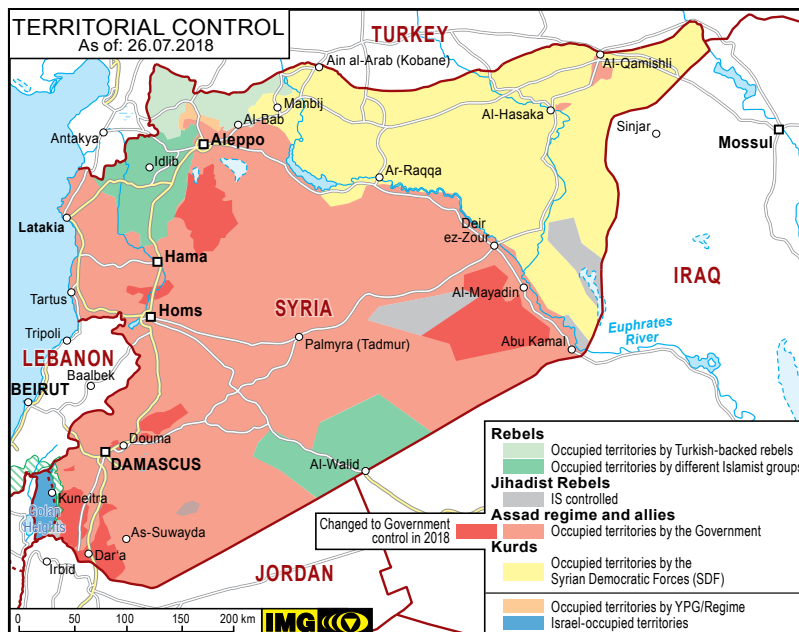 TERRITORIAL CONTROL
As of: 26.07.2018
TURKEY
Ain al-Arab (Kobane)
Al-Qamishli
Manbij
Al-Bab
Al-Hasaka
Antakya
Sinjar
Mossul
Aleppo
Idlib
Ar-Raqqa
Latakia
Deir
ez-Zour
Hama
IRAQ
Al-Mayadin
Tartus
SYRIA
Homs
Euphrates
River
Tripoli
Palmyra (Tadmur)
Abu Kamal
LEBANON
Baalbek
BEIRUT
Douma
DAMASCUS
Al-Walid
Kuneitra
Golan
Heights
As-Suwayda
Dar'a
Irbid
JORDAN
Rebels
Occupied territories by Turkish-backed rebels
Occupied territories by different Islamist groups
Jihadist Rebels
IS controlled
Assad regime and allies
Changed to Government
control in 2018
Occupied territories by the Government
Kurds
Occupied territories by the
Syrian Democratic Forces (SDF)
Occupied territories by YPG/Regime
Israel-occupied territories
0 50 100 150 200 km
IMG